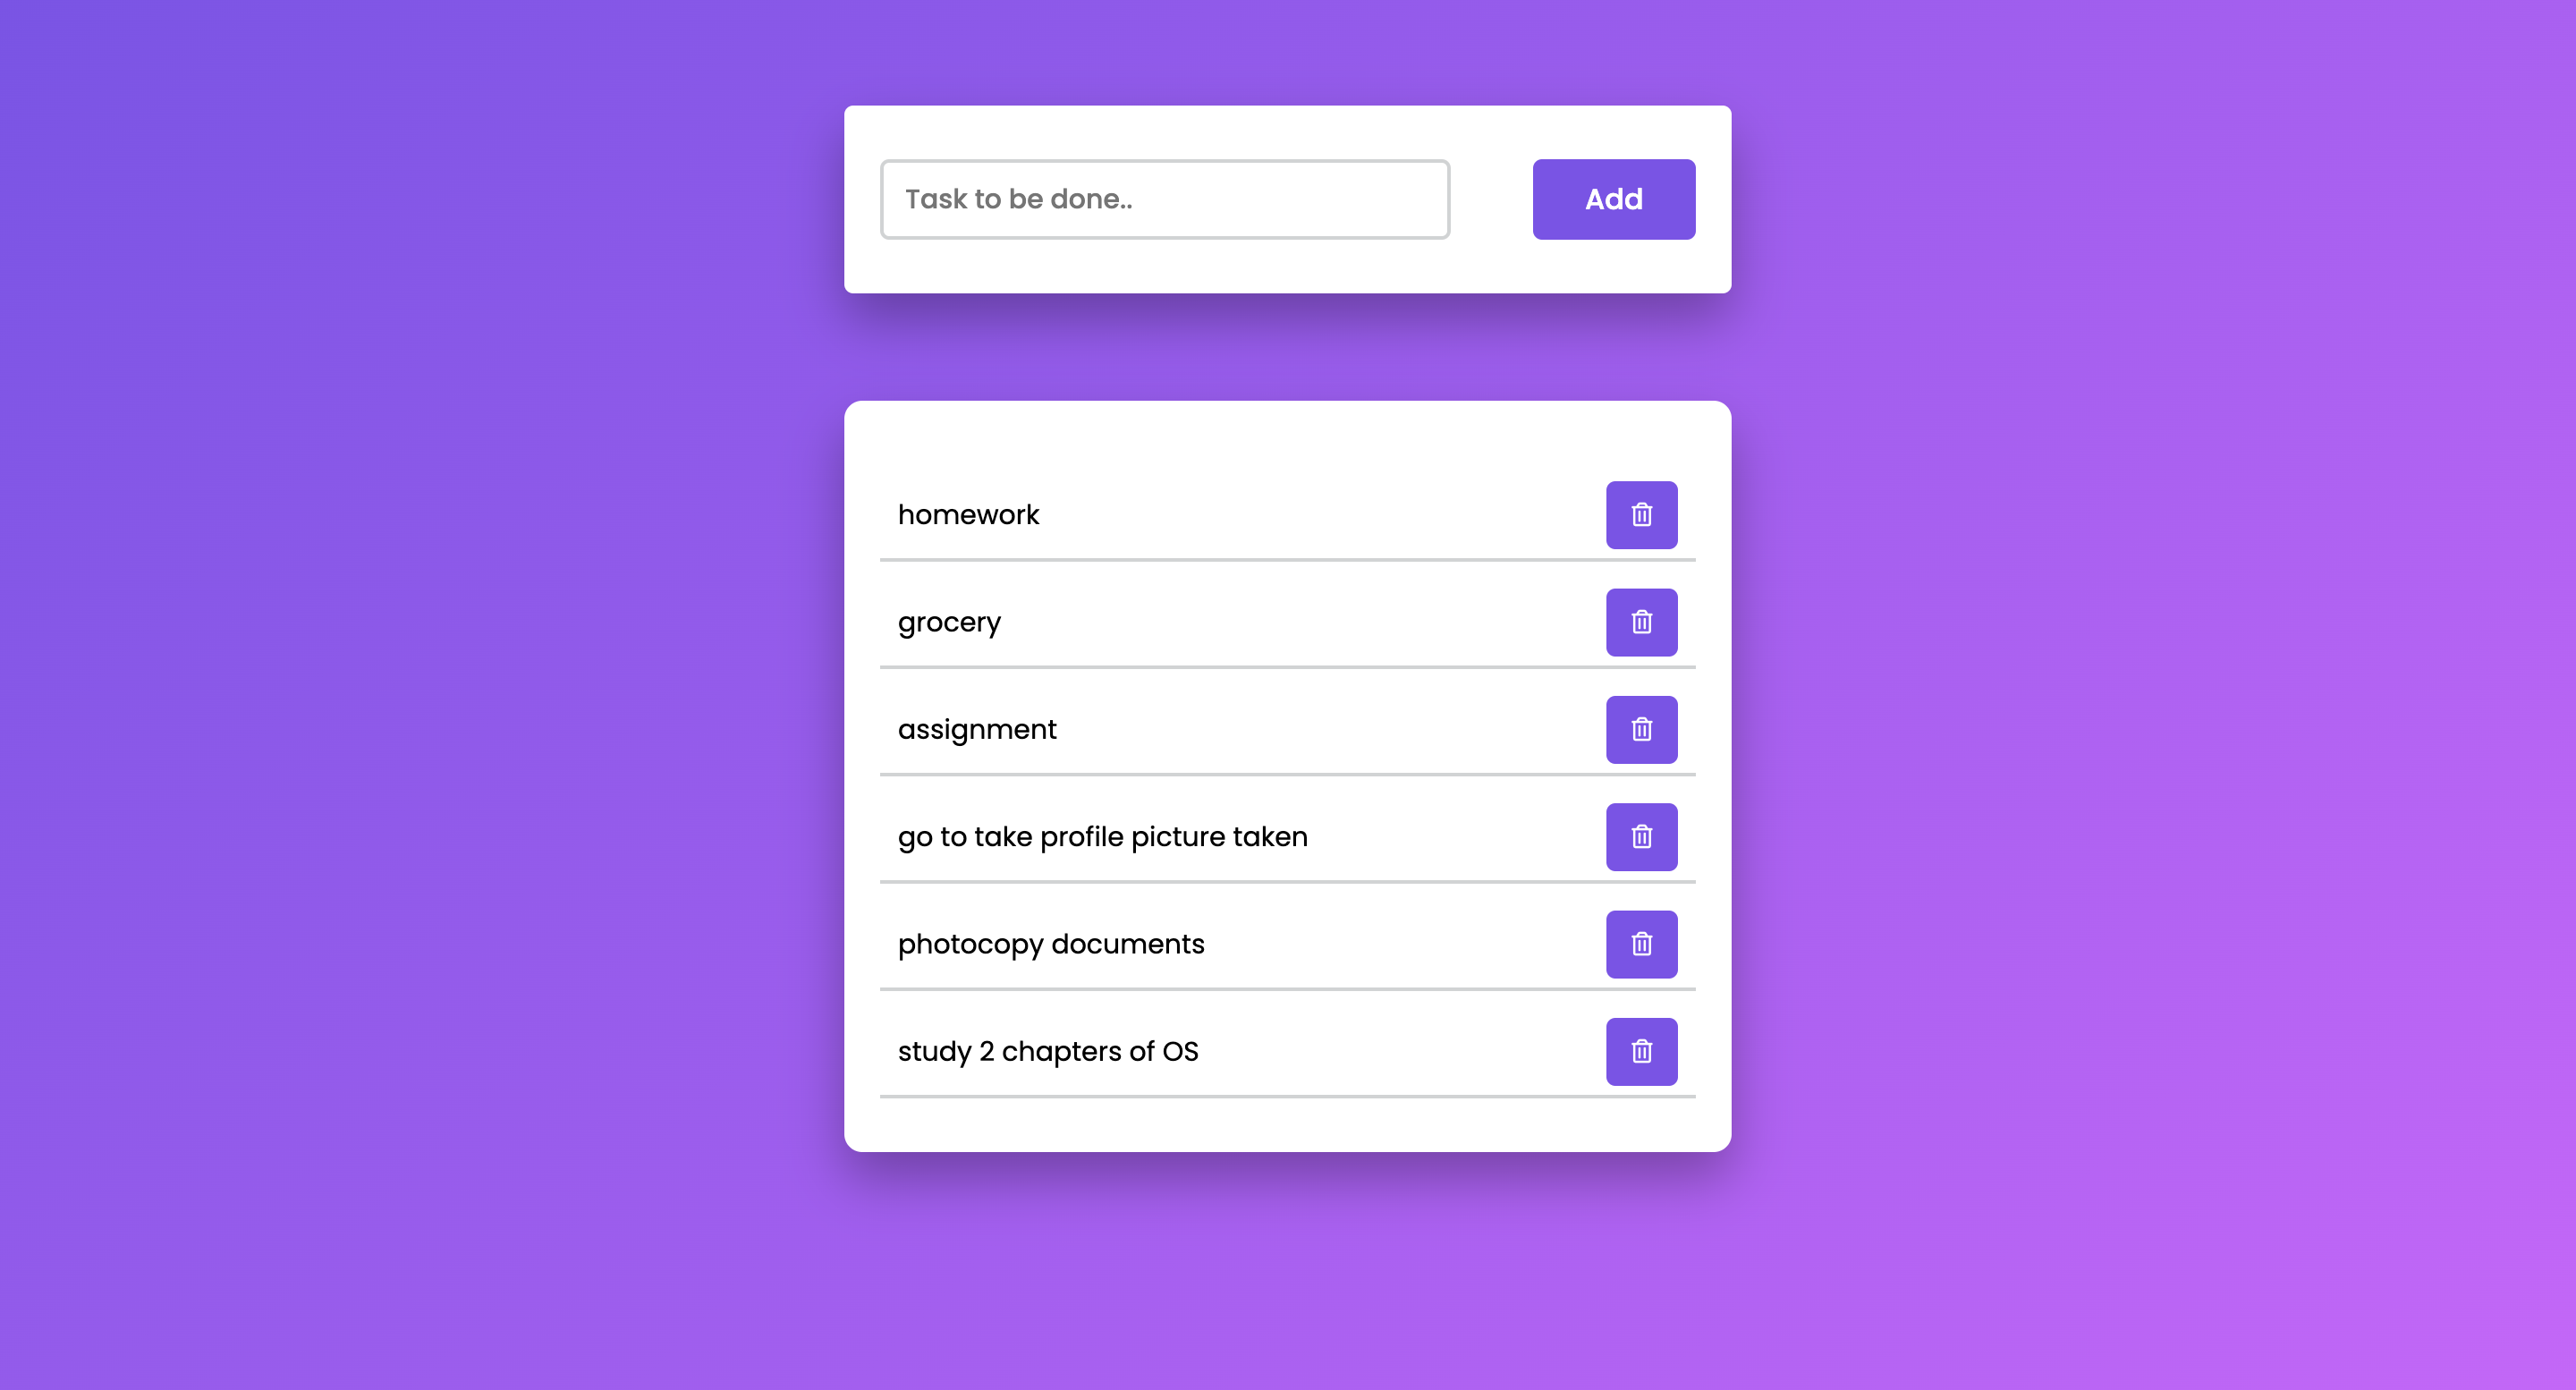 Task to be done..
Add
homework
grocery
assignment
go to take profile picture taken
photocopy documents
study 2 chapters of OS